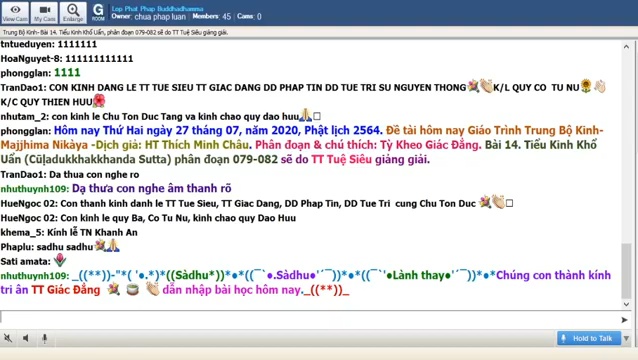 Lep Phat Phap Buddhadhamma
Owner: chua phap luan / Members: 45 / Cams: 0
View Cam
My Cam
Enlarge
G
ROOM
Trung Bộ Kinh- Bài 14. Tiểu Kinh Khổ Uẩn, phân đoạn 079-082 sẽ do TT Tuệ Siêu giảng giải.
tntueduyen: 1111111
HoaNguyet-8: 111111111111
phongglan: 1111
TranDao1: CON KINH DANG LE TT TUE SIEU TT GIAC DANG DD PHAP TIN DD TUE TRI SU NGUYEN THONG K/L QUY CO TU NU
K/C QUY THIEN HUU
nhutam_2: con kinh le Chu Ton Duc Tang va kinh chao quy dao huu
phongglan: Hôm nay Thứ Hai ngày 27 tháng 07, năm 2020, Phật lịch 2564. Đề tài hôm nay Giáo Trình Trung Bộ Kinh-
Majjhima Nikàya -Dịch giả: HT Thích Minh Châu. Phân đoạn & chú thích: Tỳ Kheo Giác Đẳng. Bài 14. Tiểu Kinh Khổ
Uẩn (Cūḷadukkhakkhanda Sutta) phân đoạn 079-082 sẽ do TT Tuệ Siêu giảng giải.
TranDao1: Da thua con nghe ro
nhuthuynh109: Dạ thưa con nghe âm thanh rõ
HueNgoc 02: Con thanh kinh danh le TT Tue Sieu, TT Giac Dang, DD Phap Tin, DD Tue Tri cung Chu Ton Duc
HueNgoc 02: Con kinh le quy Ba, Co Tu Nu, kinh chao quy Dao Huu
khema_5: Kính lễ TN Khanh An
Phaplu: sadhu sadhu
Sati amata:
nhuthuynh109: _((**))-"*( '●.*)*((Sàdhu*))*●*((¯`●.Sàdhu●'´¯))*●*((¯`'●Lành thay●'´¯))*●*Chúng con thành kính
tri ân TT Giác Đẳng dẫn nhập bài học hôm nay._((**))_
Hold to Talk